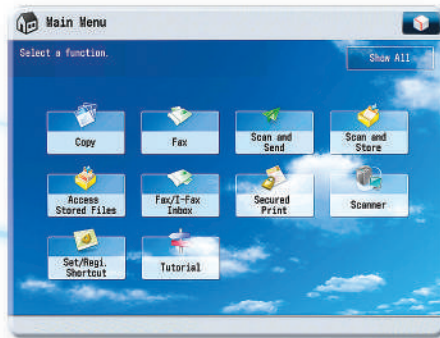 Main Menu
Select a function.
Show All
Copy
Fax
Scan and
Send
Scan and
Store
Access
Stored Files
Fax/I-Fax
Inbox
Secured
Print
Scanner
Set/Regi.
Shortcut
Tutorial